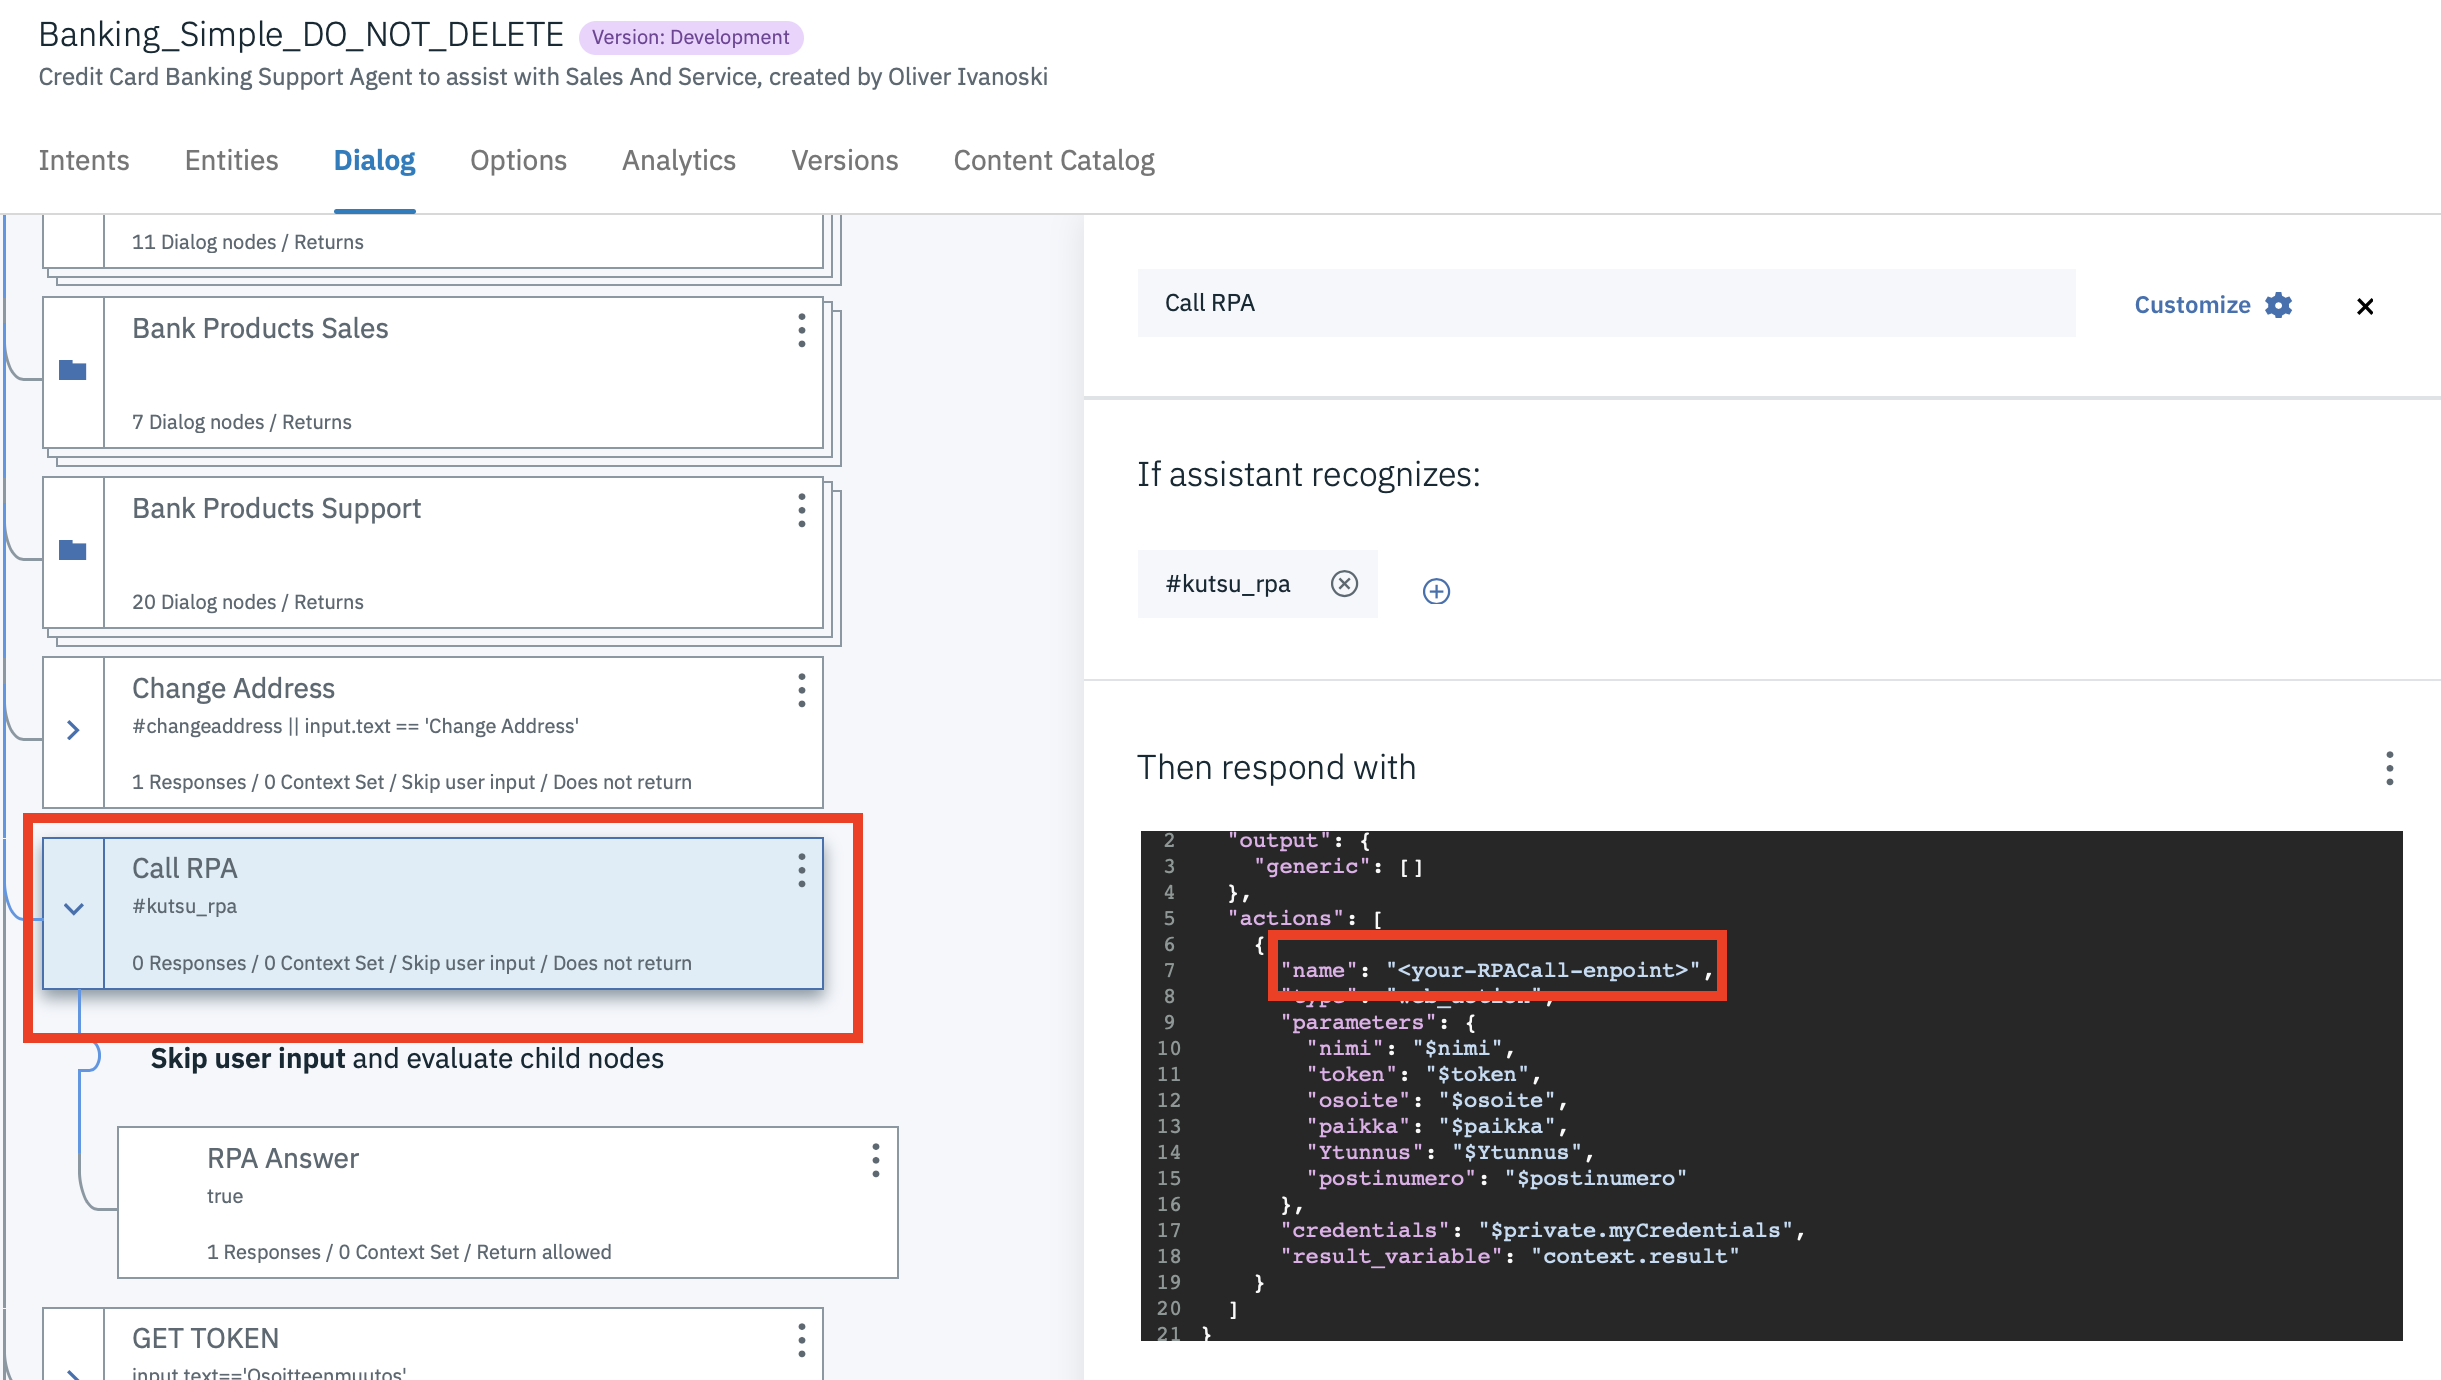 Banking_Simple_DO_NOT_DELETE Version: Development
Credit Card Banking Support Agent to assist with Sales And Service, created by Oliver Ivanoski
Intents Entities Dialog Options Analytics Versions Content Catalog
11 Dialog nodes / Returns
Bank Products Sales
7 Dialog nodes / Returns
Bank Products Support
20 Dialog nodes / Returns
Change Address
#changeaddress || input.text == 'Change Address'
1 Responses / 0 Context Set / Skip user input / Does not return
Call RPA
#kutsu_rpa
0 Responses / 0 Context Set / Skip user input / Does not return
Skip user input and evaluate child nodes
RPA Answer
true
1 Responses / 0 Context Set / Return allowed
GET TOKEN
input.text=='Osoitteenmuutos'
Call RPA
Customize
If assistant recognizes:
#kutsu_rpa
Then respond with
2 "output": {
3 "generic": []
4 },
5 "actions": [
6 {
7 "name": "<your-RPACall-enpoint>",
8 "type": "web_action",
9 "parameters": {
10 "nimi": "$nimi",
11 "token": "$token",
12 "osoite": "$osoite",
13 "paikka": "$paikka",
14 "Ytunnus": "$Ytunnus",
15 "postinumero": "$postinumero"
16 },
17 "credentials": "$private.myCredentials",
18 "result_variable": "context.result"
19 }
20 ]
21 }